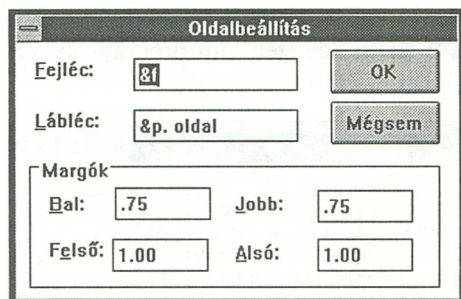 Oldalbeállítás
Fejléc: &f OK
Lábléc: &p. oldal Mégsem
Margók
Bal: .75 Jobb: .75
Felső: 1.00 Alsó: 1.00